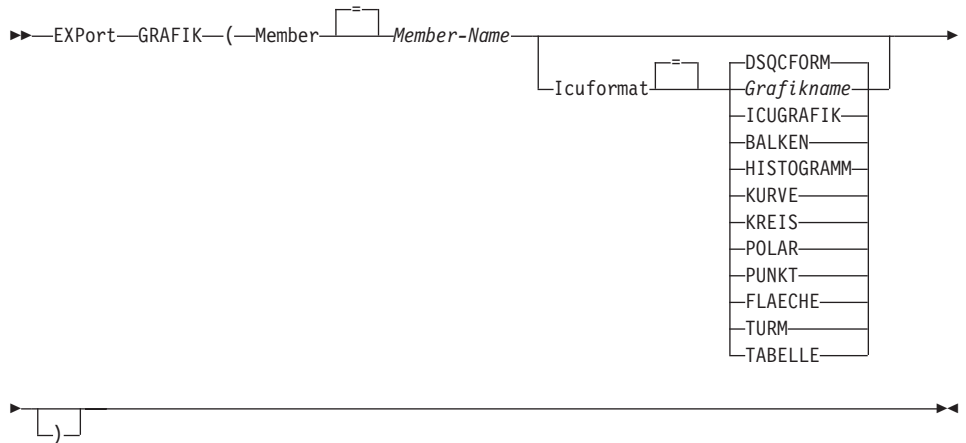 =
EXPort GRAFIK ( Member Member-Name
= DSQCFORM
Icuformat Grafikname
ICUGRAFIK
BALKEN
HISTOGRAMM
KURVE
KREIS
POLAR
PUNKT
FLAECHE
TURM
TABELLE
)